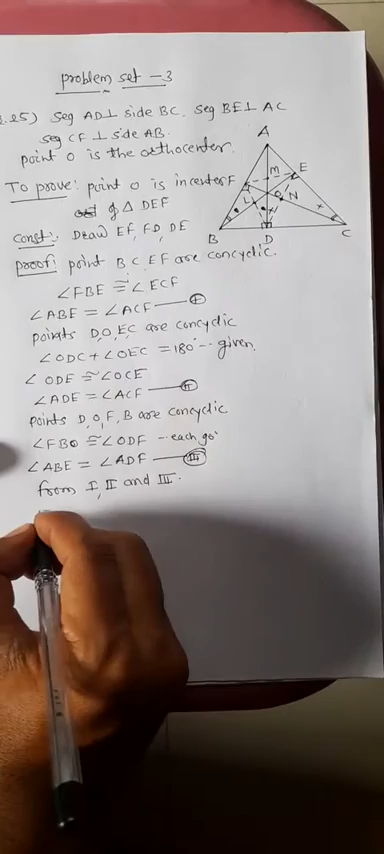 problem set -3
Q.25) seg AD⊥ side BC. seg BE⊥ AC
seg CF ⊥ side AB.
point O is the orthocenter.
To prove: point O is incenter
of △ DEF
Const:. Draw EF, FD, DE
proof: point B C, EF are concyclic.
∠FBE ≅ ∠ECF
∠ABE = ∠ACF — I
points D,O,EC are concyclic
∠ODC + ∠OEC = 180° -- given.
∠ODE ≅ ∠OCE
∠ADE = ∠ACF — II
points D,O,F,B are concyclic
∠FBO ≅ ∠ODF - each 90°
∠ABE = ∠ADF — III
from I, II and III.
A
M
E
F
L
O
N
B
D
C